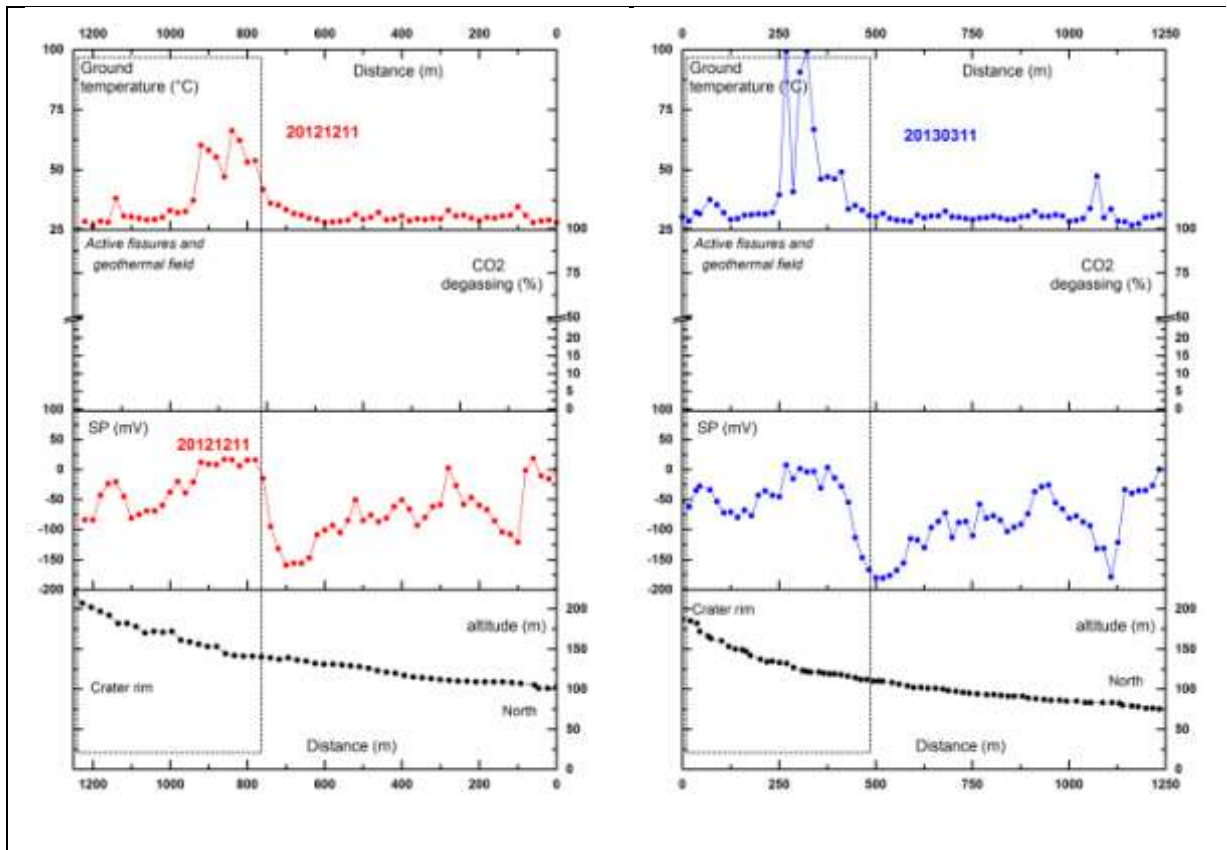 1200 1000 800 600 400 200 0
100
75
50
25
Ground
temperature (°C)
Distance (m)
20121211
100
75
50
20
15
10
5
0
Active fissures and
geothermal field
CO2
degassing (%)
100
50
0
-50
-100
-150
-200
SP (mV)
20121211
200
150
100
50
0
altitude (m)
Crater rim
North
Distance (m)
1200 1000 800 600 400 200 0
0 250 500 750 1000 1250
100
75
50
25
Ground
temperature (°C)
Distance (m)
20130311
100
75
50
20
15
10
5
0
Active fissures and
geothermal field
CO2
degassing (%)
100
50
0
-50
-100
-150
-200
SP (mV)
200
150
100
50
0
Crater rim
altitude (m)
North
Distance (m)
0 250 500 750 1000 1250